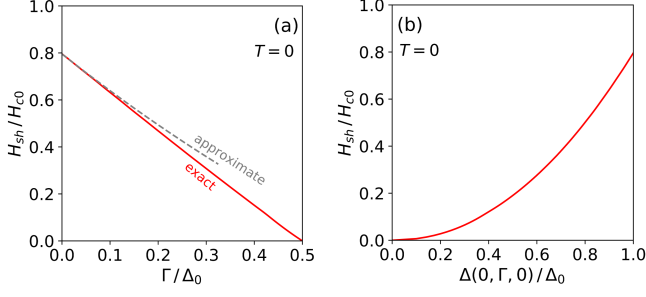 (a)
T = 0
H_sh / H_c0
1.0
0.8
0.6
0.4
0.2
0.0
approximate
exact
0.0 0.1 0.2 0.3 0.4 0.5
Γ / Δ_0
(b)
T = 0
H_sh / H_c0
1.0
0.8
0.6
0.4
0.2
0.0
0.0 0.2 0.4 0.6 0.8 1.0
Δ(0, Γ, 0) / Δ_0